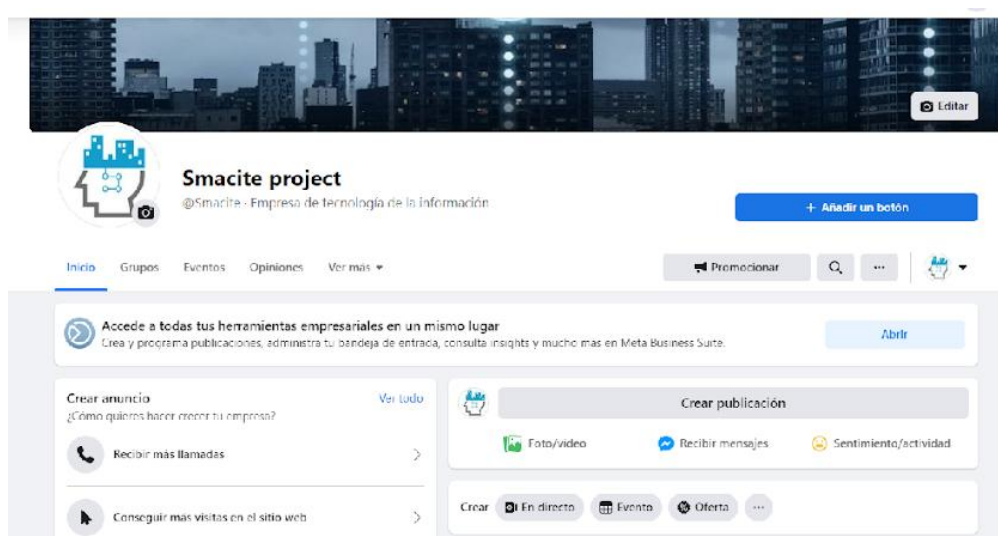 Editar
Smacite project
@Smacite · Empresa de tecnología de la información
+ Añadir un botón
Inicio Grupos Eventos Opiniones Ver más
Promocionar
Accede a todas tus herramientas empresariales en un mismo lugar
Crea y programa publicaciones, administra tu bandeja de entrada, consulta insights y mucho más en Meta Business Suite.
Abrir
Crear anuncio Ver todo
¿Cómo quieres hacer crecer tu empresa?
Recibir más llamadas
Conseguir más visitas en el sitio web
Crear publicación
Foto/video Recibir mensajes Sentimiento/actividad
Crear En directo Evento Oferta ...